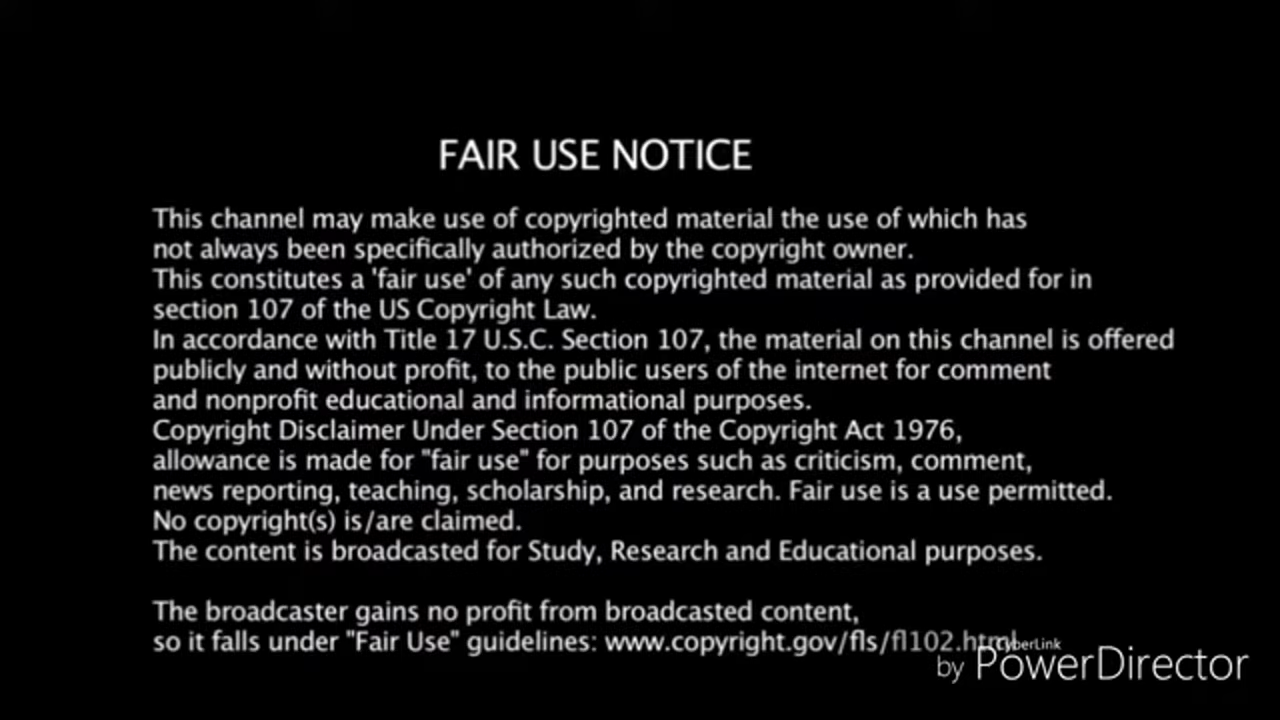 FAIR USE NOTICE
This channel may make use of copyrighted material the use of which has
not always been specifically authorized by the copyright owner.
This constitutes a 'fair use' of any such copyrighted material as provided for in
section 107 of the US Copyright Law.
In accordance with Title 17 U.S.C. Section 107, the material on this channel is offered
publicly and without profit, to the public users of the internet for comment
and nonprofit educational and informational purposes.
Copyright Disclaimer Under Section 107 of the Copyright Act 1976,
allowance is made for "fair use" for purposes such as criticism, comment,
news reporting, teaching, scholarship, and research. Fair use is a use permitted.
No copyright(s) is/are claimed.
The content is broadcasted for Study, Research and Educational purposes.
The broadcaster gains no profit from broadcasted content,
so it falls under "Fair Use" guidelines: www.copyright.gov/fls/fl102.html
CyberLink
by PowerDirector